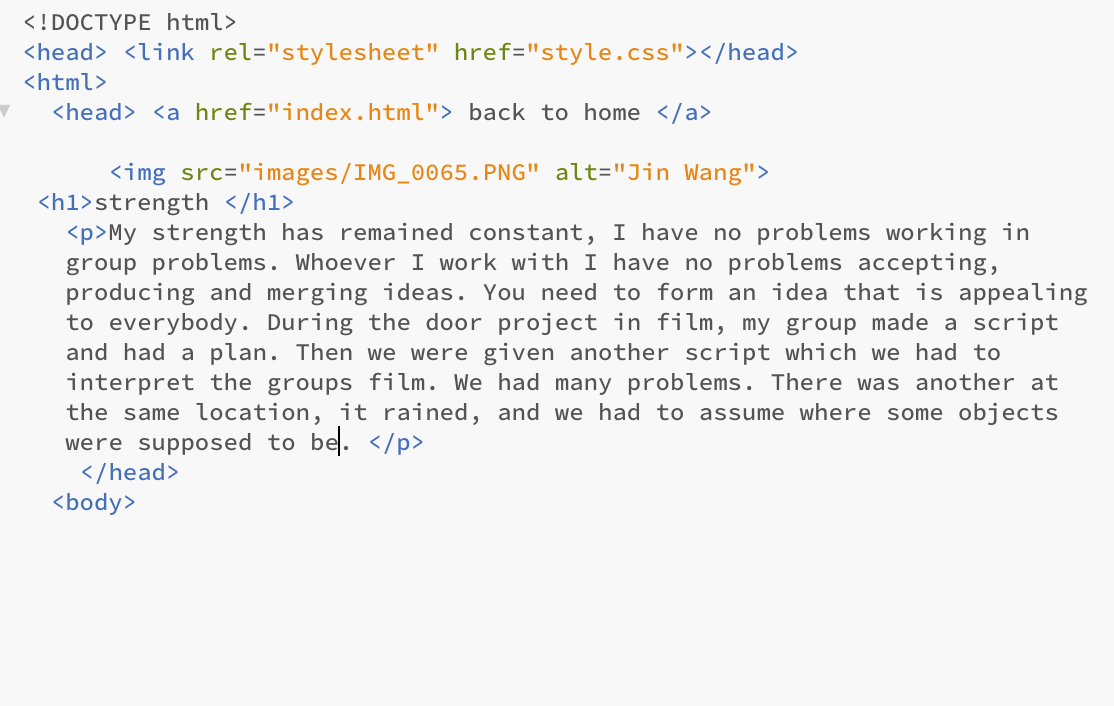 <!DOCTYPE html>
<head> <link rel="stylesheet" href="style.css"></head>
<html>
<head> <a href="index.html"> back to home </a>
<img src="images/IMG_0065.PNG" alt="Jin Wang">
<h1>strength </h1>
<p>My strength has remained constant, I have no problems working in
group problems. Whoever I work with I have no problems accepting,
producing and merging ideas. You need to form an idea that is appealing
to everybody. During the door project in film, my group made a script
and had a plan. Then we were given another script which we had to
interpret the groups film. We had many problems. There was another at
the same location, it rained, and we had to assume where some objects
were supposed to be. </p>
</head>
<body>